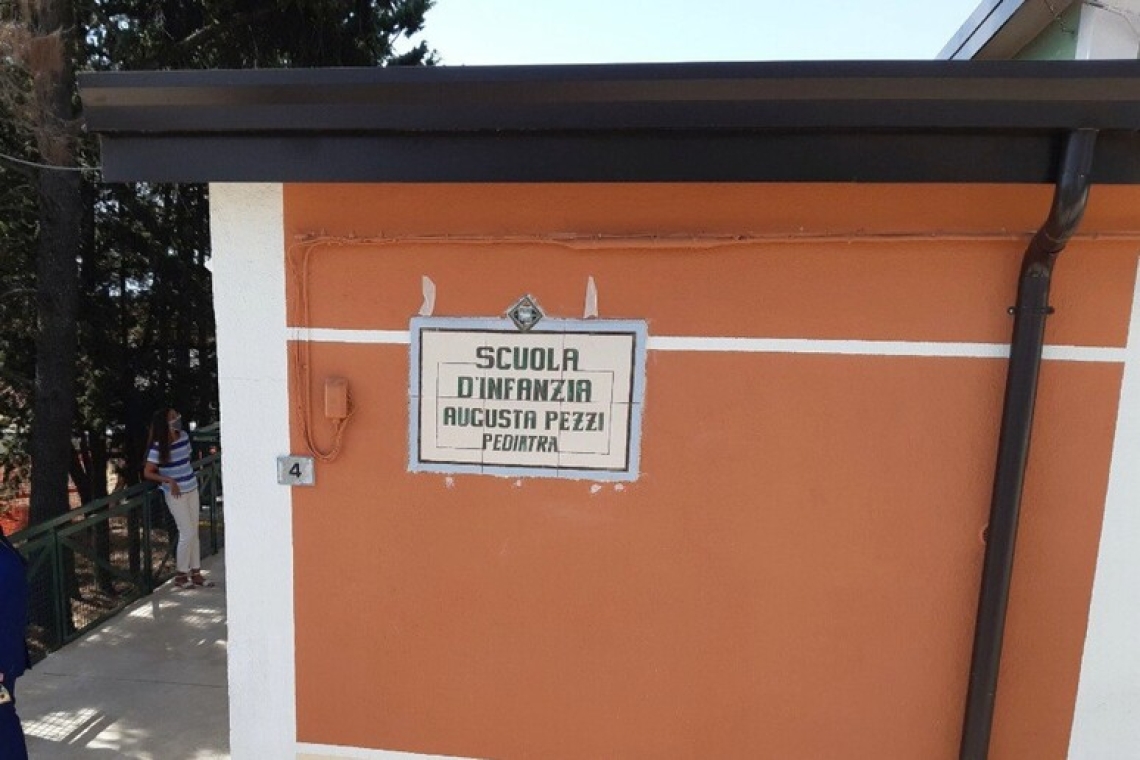 SCUOLA
D'INFANZIA
AUGUSTA PEZZI
PEDIATRA
4